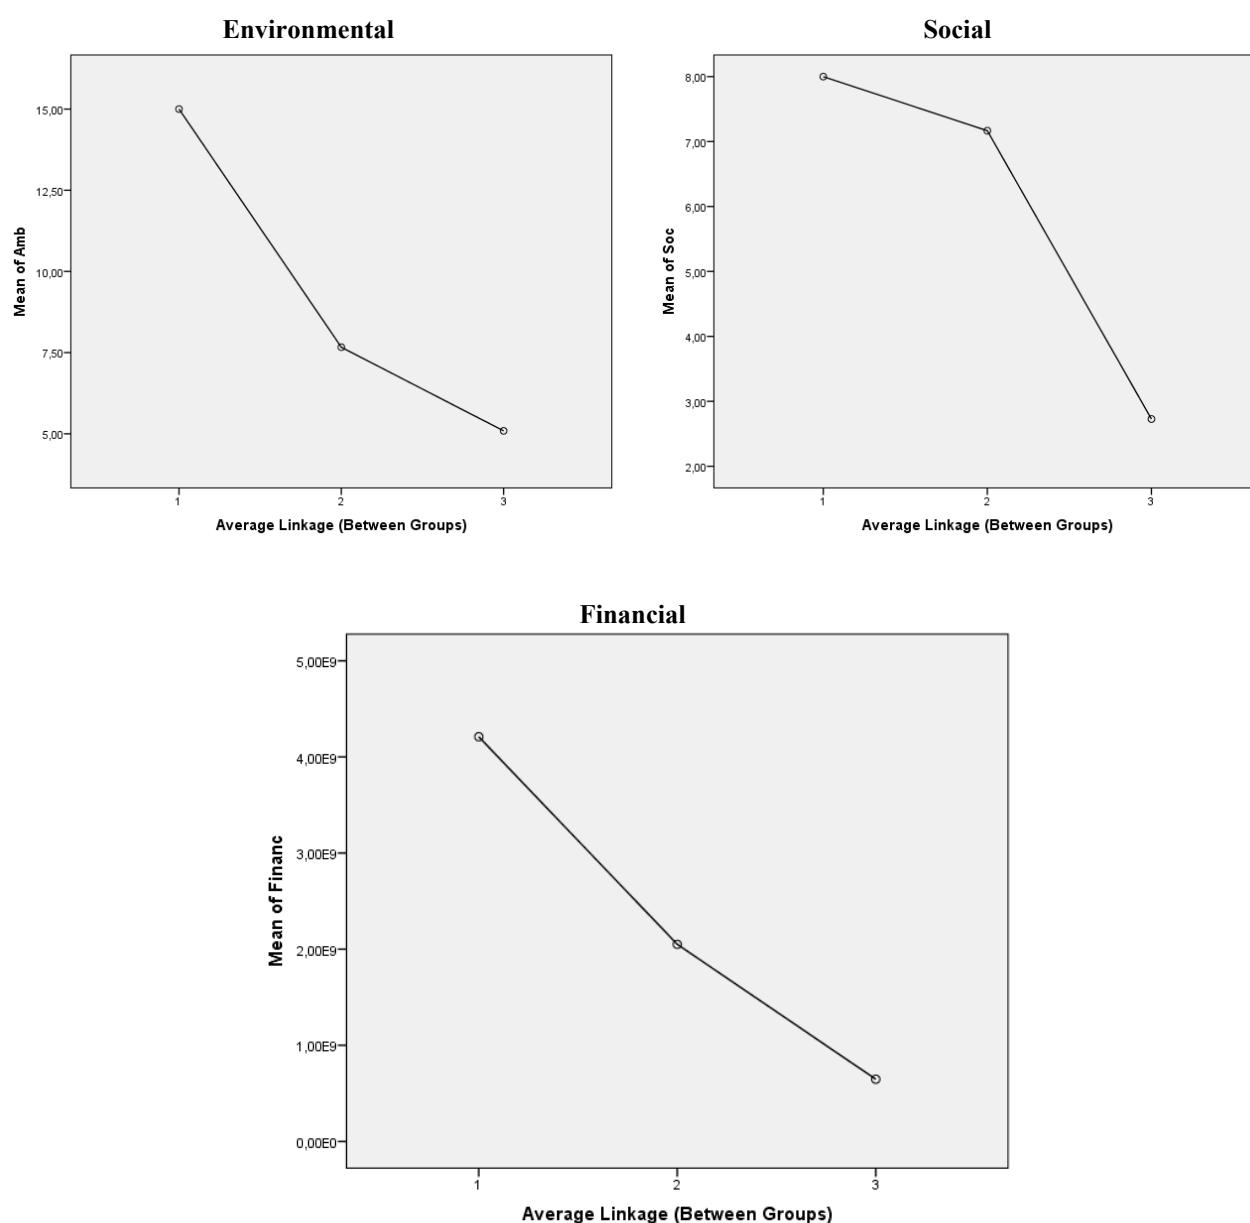 Environmental
15,00
12,50
10,00
7,50
5,00
Mean of Amb
1 2 3
Average Linkage (Between Groups)
Social
8,00
7,00
6,00
5,00
4,00
3,00
2,00
Mean of Soc
1 2 3
Average Linkage (Between Groups)
Financial
5,00E9
4,00E9
3,00E9
2,00E9
1,00E9
0,00E0
Mean of Financ
1 2 3
Average Linkage (Between Groups)